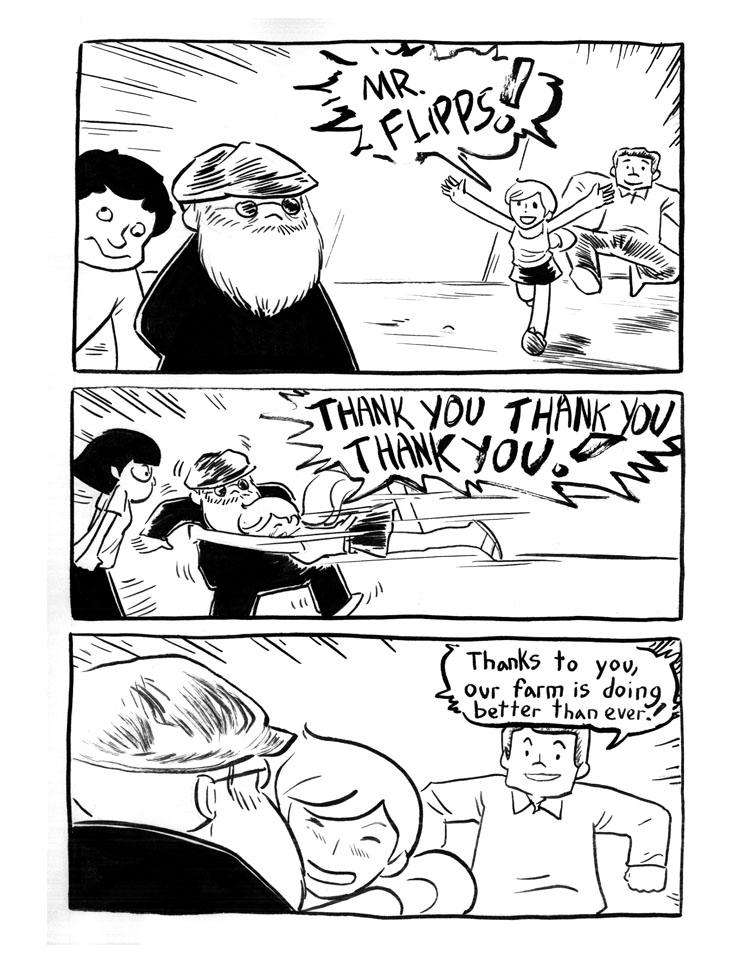 MR.
FLIPPS!
THANK YOU THANK YOU
THANK YOU!
Thanks to you,
our farm is doing
better than ever!